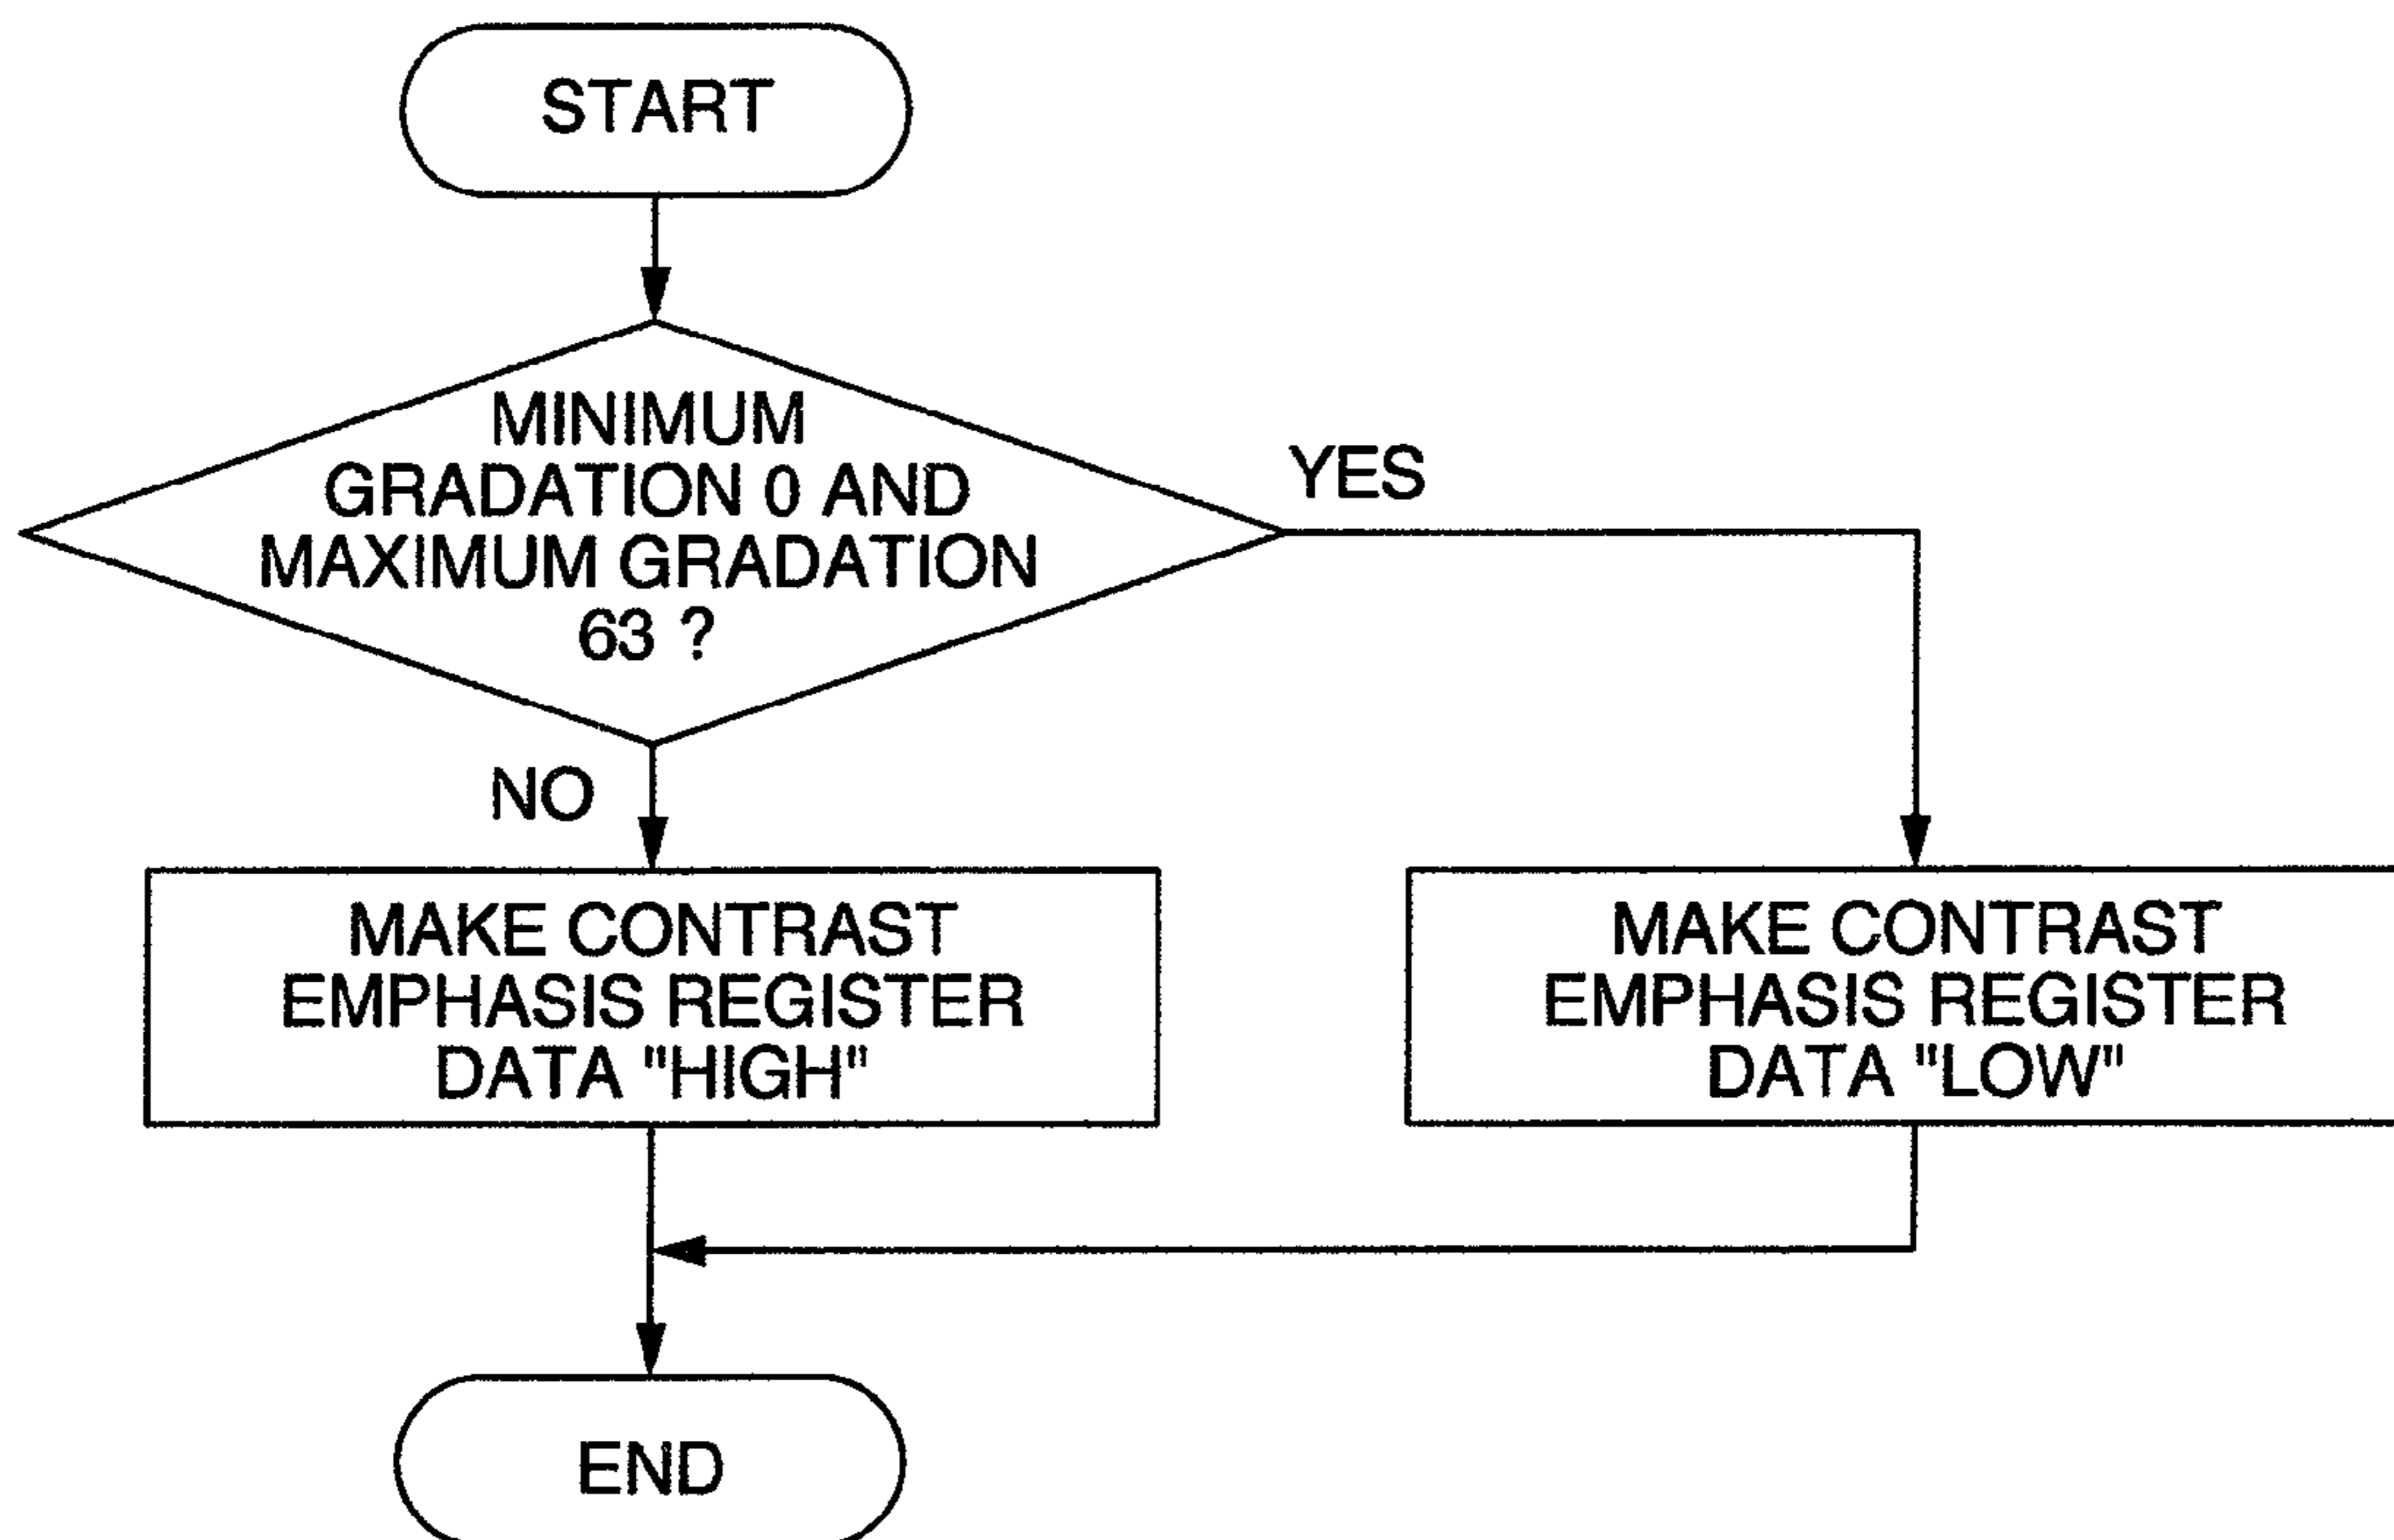 START
MINIMUM
GRADATION 0 AND
MAXIMUM GRADATION
63 ?
YES
NO
MAKE CONTRAST
EMPHASIS REGISTER
DATA "HIGH"
MAKE CONTRAST
EMPHASIS REGISTER
DATA "LOW"
END